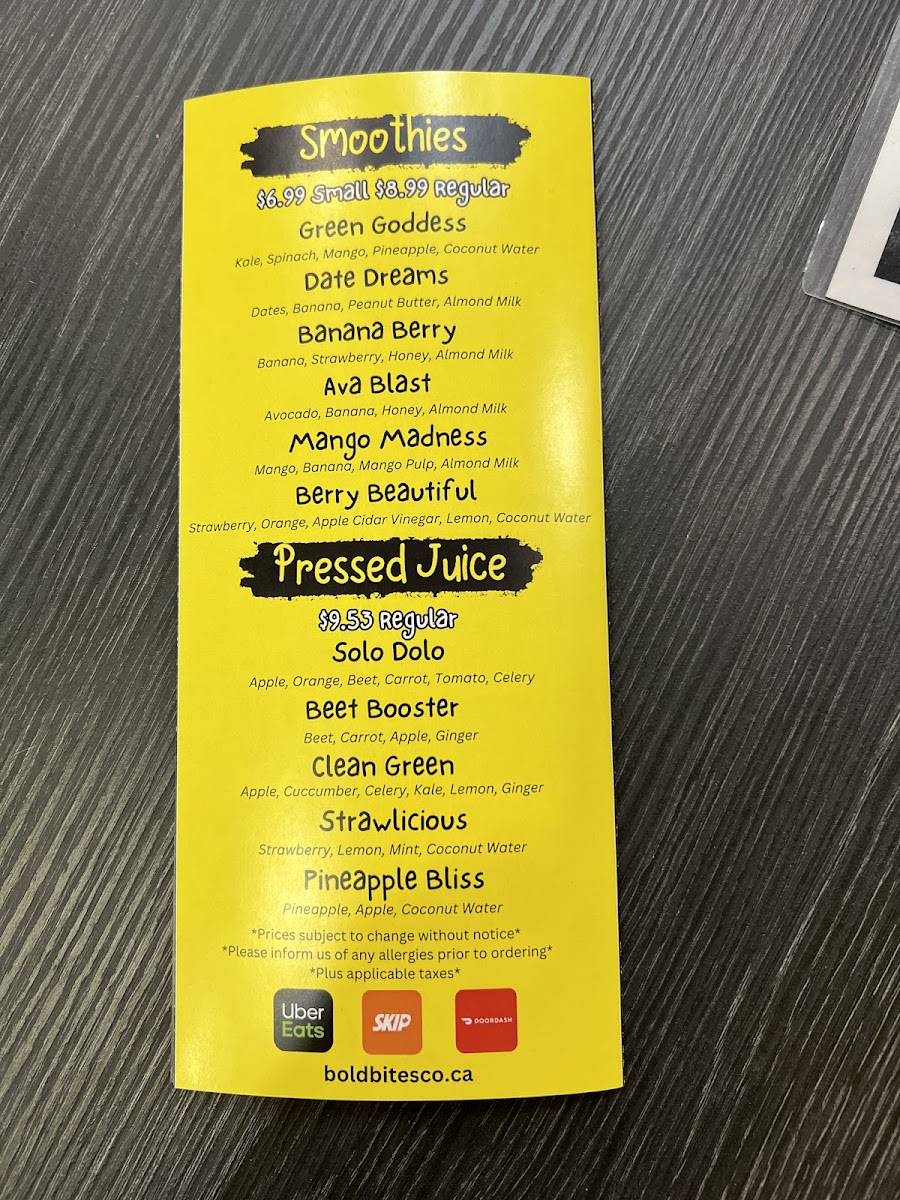 Smoothies
$6.99 Small $8.99 Regular
Green Goddess
Kale, Spinach, Mango, Pineapple, Coconut Water
Date Dreams
Dates, Banana, Peanut Butter, Almond Milk
Banana Berry
Banana, Strawberry, Honey, Almond Milk
Ava Blast
Avocado, Banana, Honey, Almond Milk
Mango Madness
Mango, Banana, Mango Pulp, Almond Milk
Berry Beautiful
Strawberry, Orange, Apple Cidar Vinegar, Lemon, Coconut Water
Pressed Juice
$9.53 Regular
Solo Dolo
Apple, Orange, Beet, Carrot, Tomato, Celery
Beet Booster
Beet, Carrot, Apple, Ginger
Clean Green
Apple, Cuccumber, Celery, Kale, Lemon, Ginger
Strawlicious
Strawberry, Lemon, Mint, Coconut Water
Pineapple Bliss
Pineapple, Apple, Coconut Water
*Prices subject to change without notice*
*Please inform us of any allergies prior to ordering*
*Plus applicable taxes*
Uber
Eats
SKIP
DOORDASH
boldbitesco.ca